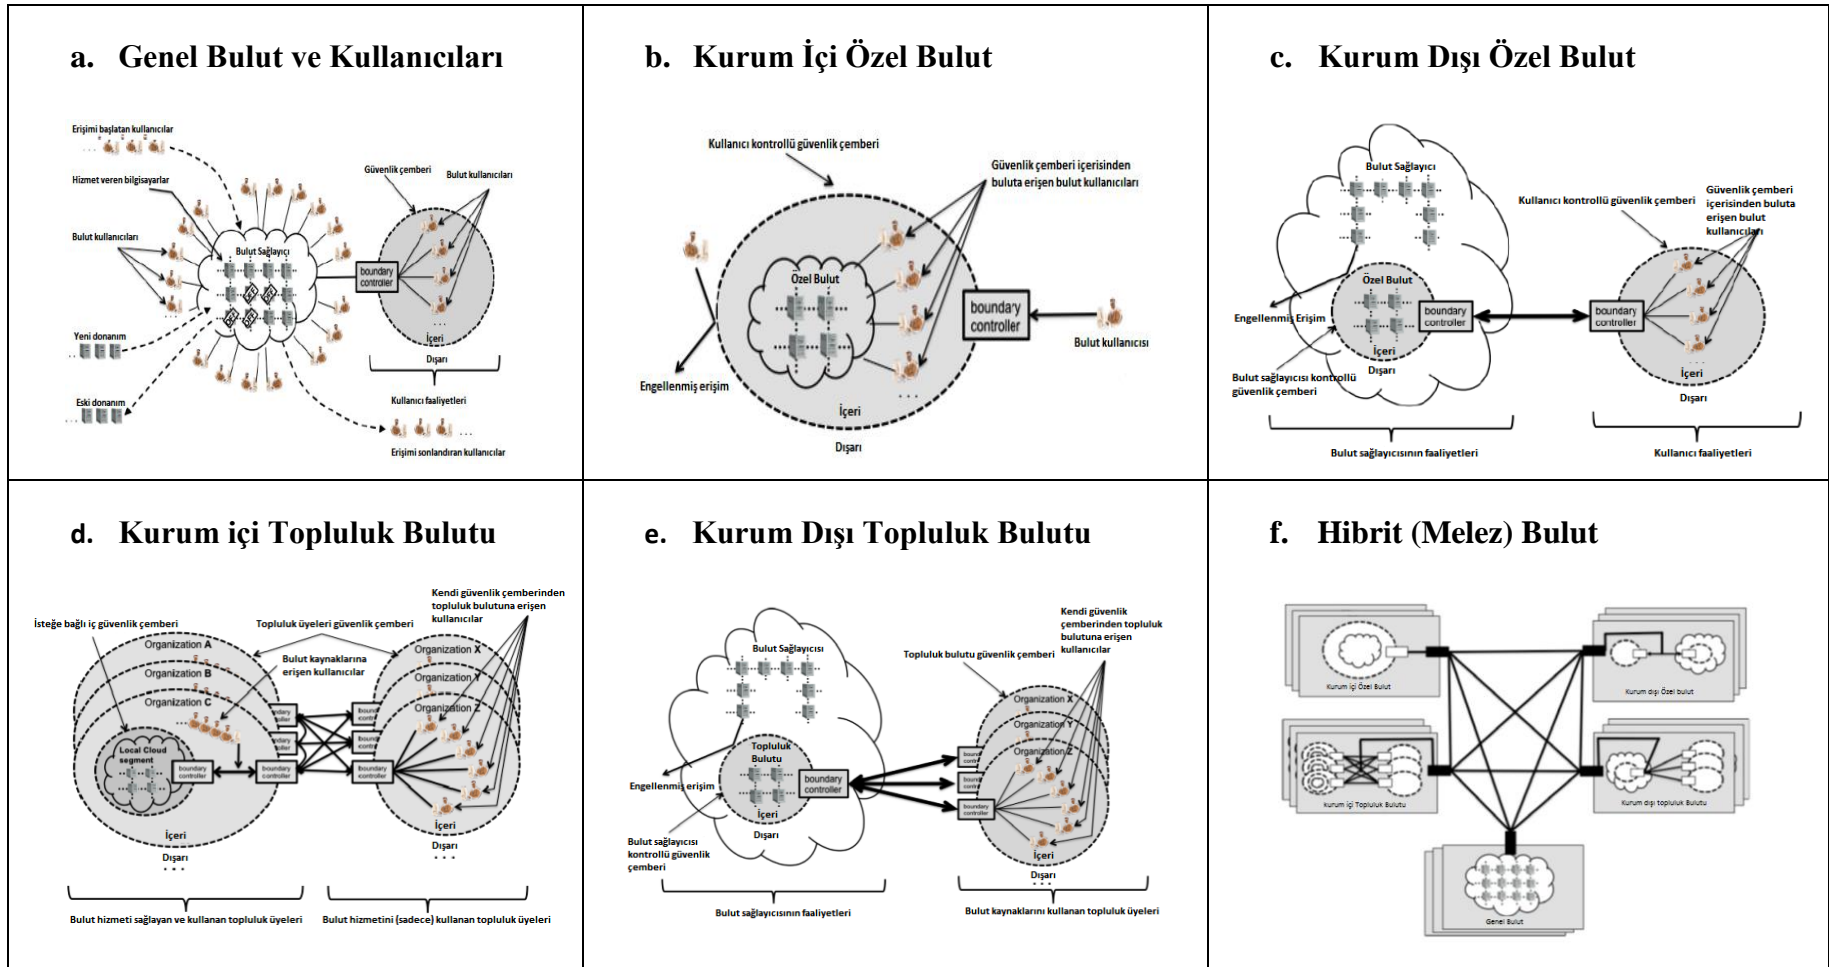 a. Genel Bulut ve Kullanıcıları
Erişimi başlatan kullanıcılar
Hizmet veren bilgisayarlar
Güvenlik çemberi
Bulut kullanıcıları
Bulut kullanıcıları
Bulut Sağlayıcı
boundary
controller
OFF
OFF
OFF
OFF
Yeni donanım
İçeri
Dışarı
Eski donanım
Kullanıcı faaliyetleri
Erişimi sonlandıran kullanıcılar
b. Kurum İçi Özel Bulut
Kullanıcı kontrollü güvenlik çemberi
Güvenlik çemberi içerisinden
buluta erişen bulut kullanıcıları
Özel Bulut
boundary
controller
Bulut kullanıcısı
Engellenmiş erişim
İçeri
Dışarı
c. Kurum Dışı Özel Bulut
Bulut Sağlayıcı
Kullanıcı kontrollü güvenlik çemberi
Güvenlik çemberi
içerisinden buluta
erişen bulut
kullanıcıları
Özel Bulut
boundary
controller
boundary
controller
Engellenmiş Erişim
İçeri
Dışarı
Bulut sağlayıcısı kontrollü
güvenlik çemberi
İçeri
Dışarı
Bulut sağlayıcısının faaliyetleri
Kullanıcı faaliyetleri
d. Kurum içi Topluluk Bulutu
Kendi güvenlik çemberinden
topluluk bulutuna erişen
kullanıcılar
İsteğe bağlı iç güvenlik çemberi
Topluluk üyeleri güvenlik çemberi
Organization A
Organization B
Organization C
Bulut kaynaklarına
erişen kullanıcılar
Organization X
Organization Y
Organization Z
Local Cloud
segment
boundary
controller
boundary
controller
boundary
controller
İçeri
Dışarı
İçeri
Dışarı
Bulut hizmeti sağlayan ve kullanan topluluk üyeleri
Bulut hizmetini (sadece) kullanan topluluk üyeleri
e. Kurum Dışı Topluluk Bulutu
Kendi güvenlik
çemberinden topluluk
bulutuna erişen
kullanıcılar
Bulut Sağlayıcısı
Topluluk bulutu güvenlik çemberi
Organization X
Organization Y
Organization Z
Topluluk
Bulutu
boundary
controller
boundary
controller
Engellenmiş erişim
İçeri
Dışarı
Bulut sağlayıcısı
kontrollü güvenlik
çemberi
İçeri
Dışarı
Bulut sağlayıcısının faaliyetleri
Bulut kaynaklarını kullanan topluluk üyeleri
f. Hibrit (Melez) Bulut
Kurum içi Özel Bulut
Kurum dışı Özel bulut
kurum içi Topluluk Bulutu
Kurum dışı topluluk Bulutu
Genel Bulut